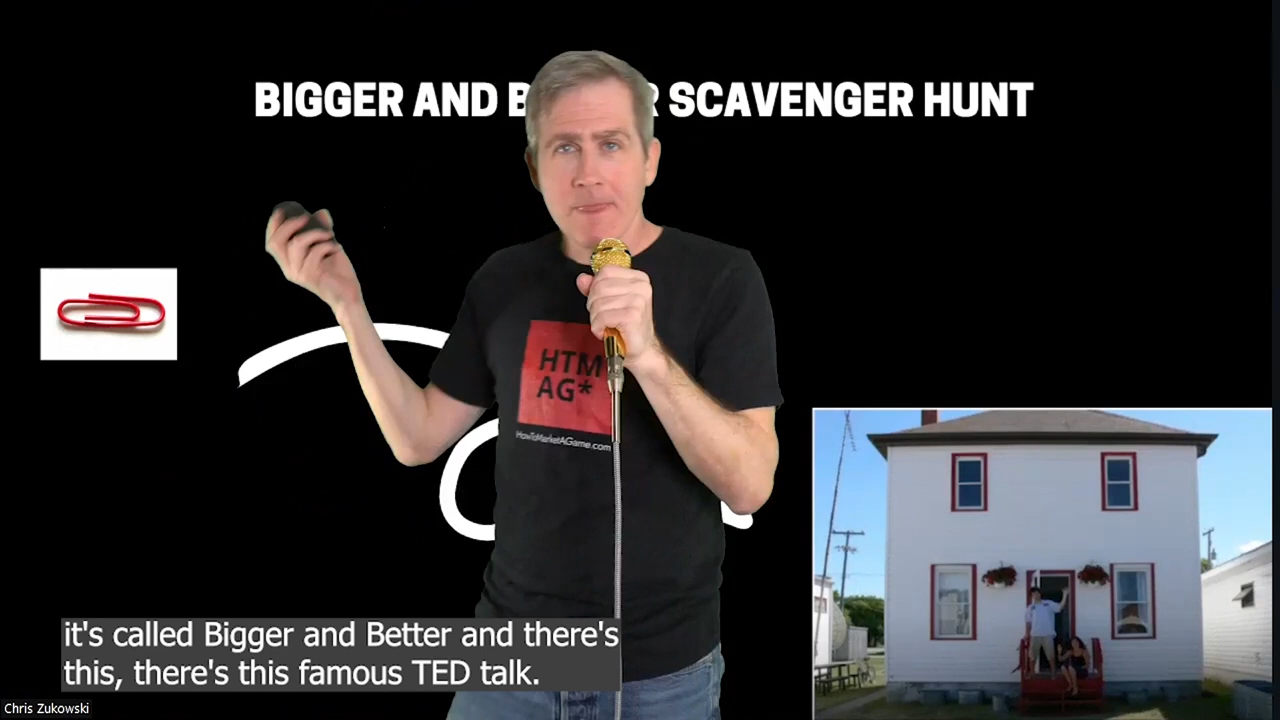 BIGGER AND B R SCAVENGER HUNT
HTM
AG*
HowToMarketAGame.com
it's called Bigger and Better and there's
this, there's this famous TED talk.
Chris Zukowski